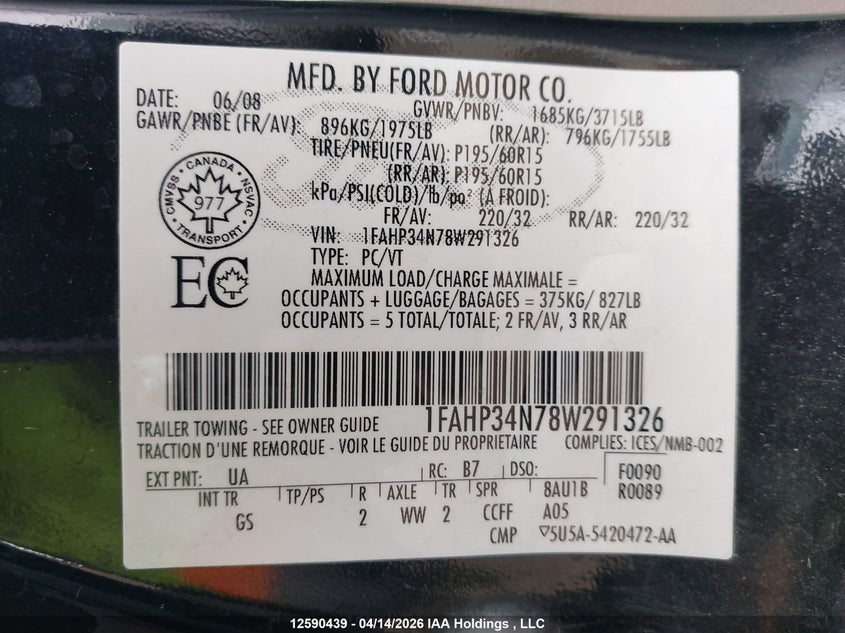 MFD. BY FORD MOTOR CO.
DATE: 06/08 GVWR/PNBV: 1685KG/3715LB
GAWR/PNBE (FR/AV): 896KG/1975LB (RR/AR): 796KG/1755LB
TIRE/PNEU(FR/AV): P195/60R15
(RR/AR): P195/60R15
kPa/PSI(COLD)/lb/po² (A FROID):
FR/AV: 220/32 RR/AR: 220/32
VIN: 1FAHP34N78W291326
TYPE: PC/VT
CANADA
CMVSS NSVAC
977
TRANSPORT
EC
MAXIMUM LOAD/CHARGE MAXIMALE =
OCCUPANTS + LUGGAGE/BAGAGES = 375KG/ 827LB
OCCUPANTS = 5 TOTAL/TOTALE; 2 FR/AV, 3 RR/AR
1FAHP34N78W291326
TRAILER TOWING - SEE OWNER GUIDE
TRACTION D'UNE REMORQUE - VOIR LE GUIDE DU PROPRIETAIRE COMPLIES: ICES/NMB-002
EXT PNT: UA RC: B7 DSO: F0090
INT TR TP/PS R AXLE TR SPR 8AU1B R0089
GS 2 WW 2 CCFF A05
CMP ▽5U5A-5420472-AA
12590439 - 04/14/2026 IAA Holdings , LLC